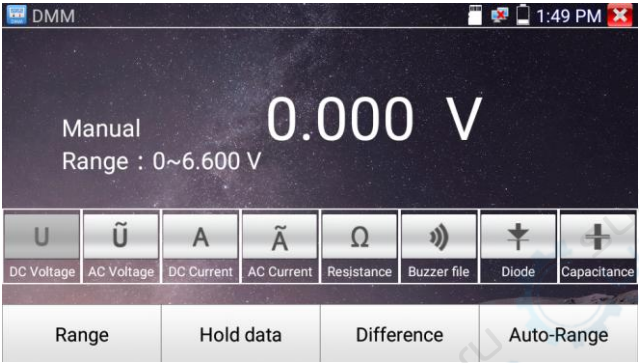 DMM
1:49 PM
0.000 V
Manual
Range : 0~6.600 V
U Ũ A Ã Ω
DC Voltage AC Voltage DC Current AC Current Resistance Buzzer file Diode Capacitance
Range Hold data Difference Auto-Range